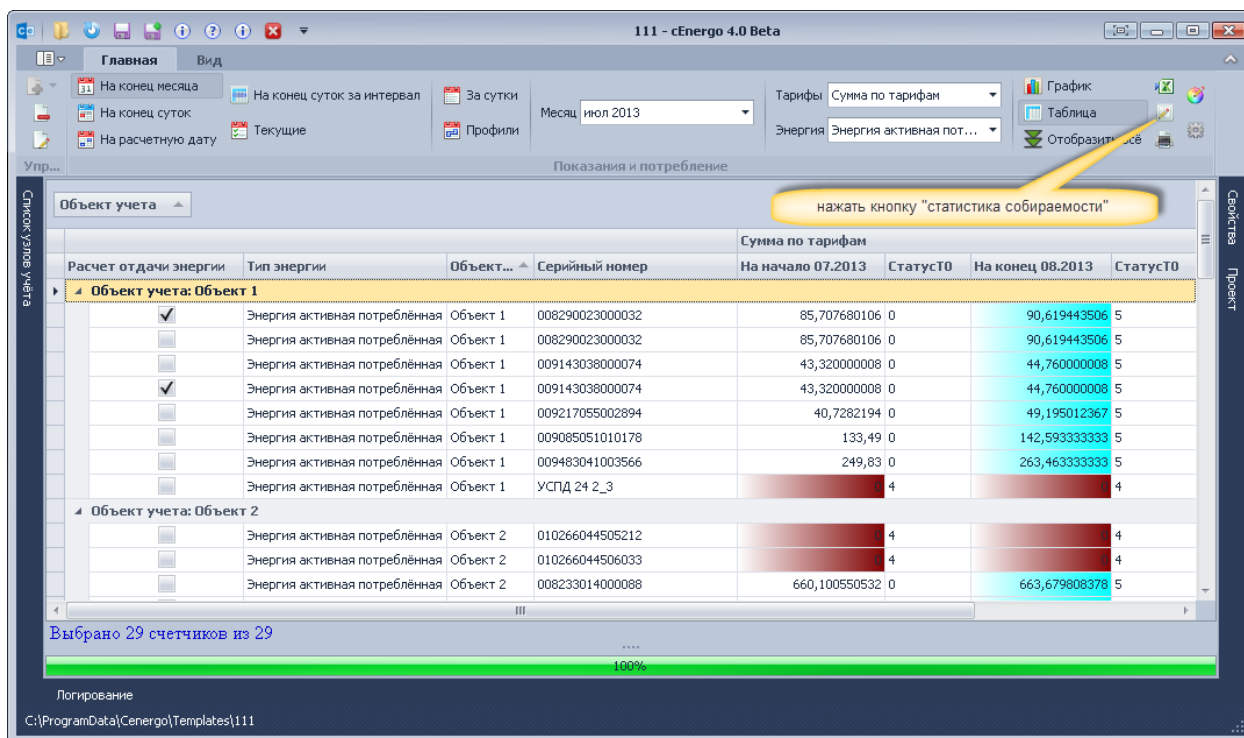 111 - cEnergo 4.0 Beta
Главная Вид
На конец месяца
На конец суток
На расчетную дату
На конец суток за интервал
Текущие
За сутки
Профили
Месяц июл 2013
Тарифы Сумма по тарифам
Энергия Энергия активная пот...
График
Таблица
Отобразить всё
Упр... Показания и потребление
нажать кнопку "статистика собираемости"
Список узлов учёта
Свойства
Проект
Объект учета
Сумма по тарифам
Расчет отдачи энергии Тип энергии Объект... Серийный номер На начало 07.2013 СтатусТ0 На конец 08.2013 СтатусТ0
Объект учета: Объект 1
Энергия активная потреблённая Объект 1 008290023000032 85,707680106 0 90,619443506 5
Энергия активная потреблённая Объект 1 008290023000032 85,707680106 0 90,619443506 5
Энергия активная потреблённая Объект 1 009143038000074 43,320000008 0 44,760000008 5
Энергия активная потреблённая Объект 1 009143038000074 43,320000008 0 44,760000008 5
Энергия активная потреблённая Объект 1 009217055002894 40,7282194 0 49,195012367 5
Энергия активная потреблённая Объект 1 009085051010178 133,49 0 142,593333333 5
Энергия активная потреблённая Объект 1 009483041003566 249,83 0 263,463333333 5
Энергия активная потреблённая Объект 1 УСПД 24 2_3 0 4 0 4
Объект учета: Объект 2
Энергия активная потреблённая Объект 2 010266044505212 0 4 0 4
Энергия активная потреблённая Объект 2 010266044506033 0 4 0 4
Энергия активная потреблённая Объект 2 008233014000088 660,100550532 0 663,679808378 5
Выбрано 29 счетчиков из 29
100%
Логирование
C:\ProgramData\Cenergo\Templates\111